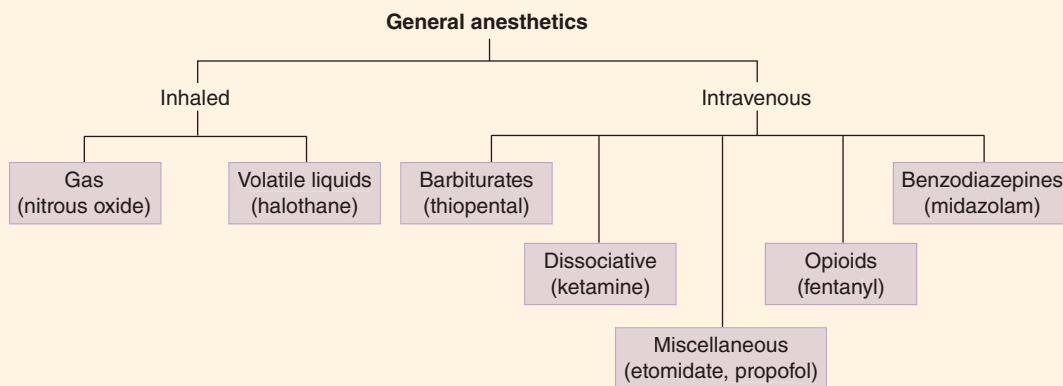 General anesthetics
Inhaled
Intravenous
Gas
(nitrous oxide)
Volatile liquids
(halothane)
Barbiturates
(thiopental)
Benzodiazepines
(midazolam)
Dissociative
(ketamine)
Opioids
(fentanyl)
Miscellaneous
(etomidate, propofol)